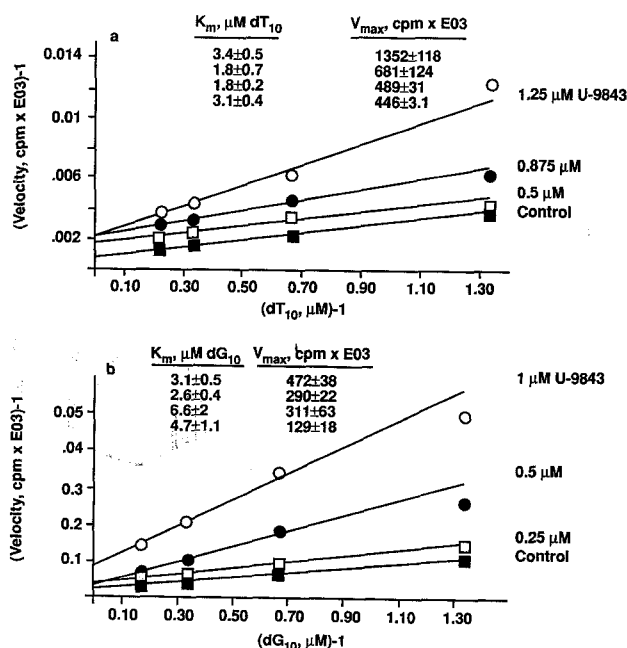 a
Km, μM dT10 Vmax, cpm x E03
3.4±0.5 1352±118
1.8±0.7 681±124
1.8±0.2 489±31
3.1±0.4 446±3.1
0.014
0.011
.006
.002
(Velocity, cpm x E03)-1
1.25 μM U-9843
0.875 μM
0.5 μM
Control
0.10 0.30 0.50 0.70 0.90 1.10 1.30
(dT10, μM)-1
b
Km, μM dG10 Vmax, cpm x E03
3.1±0.5 472±38
2.6±0.4 290±22
6.6±2 311±63
4.7±1.1 129±18
0.05
.04
0.3
0.2
0.1
(Velocity, cpm x E03)-1
1 μM U-9843
0.5 μM
0.25 μM
Control
0.10 0.30 0.50 0.70 0.90 1.10 1.30
(dG10, μM)-1